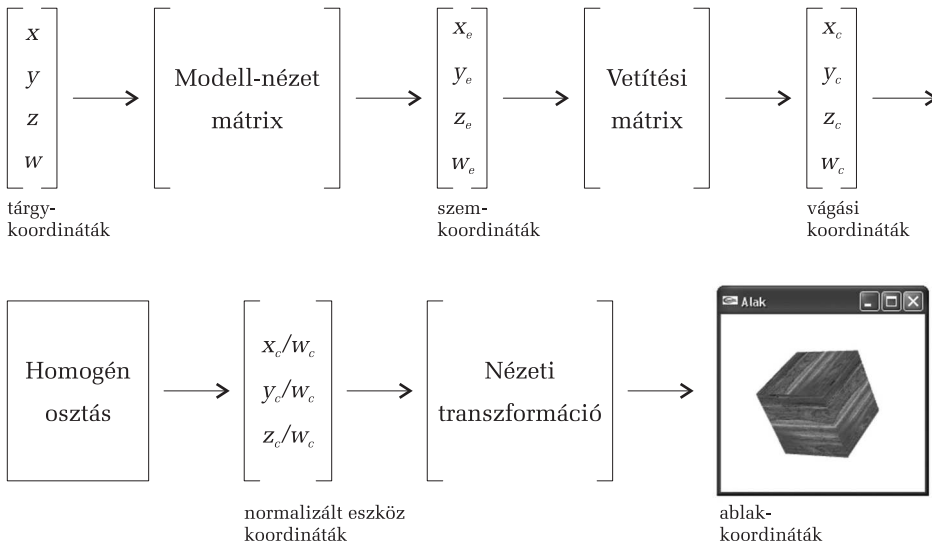 x
y
z
w
Modell-nézet
mátrix
x_e
y_e
z_e
w_e
Vetítési
mátrix
x_c
y_c
z_c
w_c
tárgy-
koordináták
szem-
koordináták
vágási
koordináták
Homogén
osztás
x_c/w_c
y_c/w_c
z_c/w_c
Nézeti
transzformáció
Alak
normalizált eszköz
koordináták
ablak-
koordináták